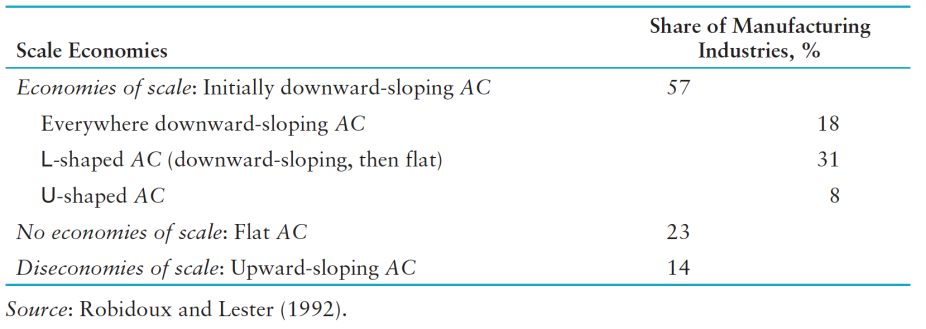 Scale Economies Share of Manufacturing Industries, %
Economies of scale: Initially downward-sloping AC 57
Everywhere downward-sloping AC 18
L-shaped AC (downward-sloping, then flat) 31
U-shaped AC 8
No economies of scale: Flat AC 23
Diseconomies of scale: Upward-sloping AC 14
Source: Robidoux and Lester (1992).